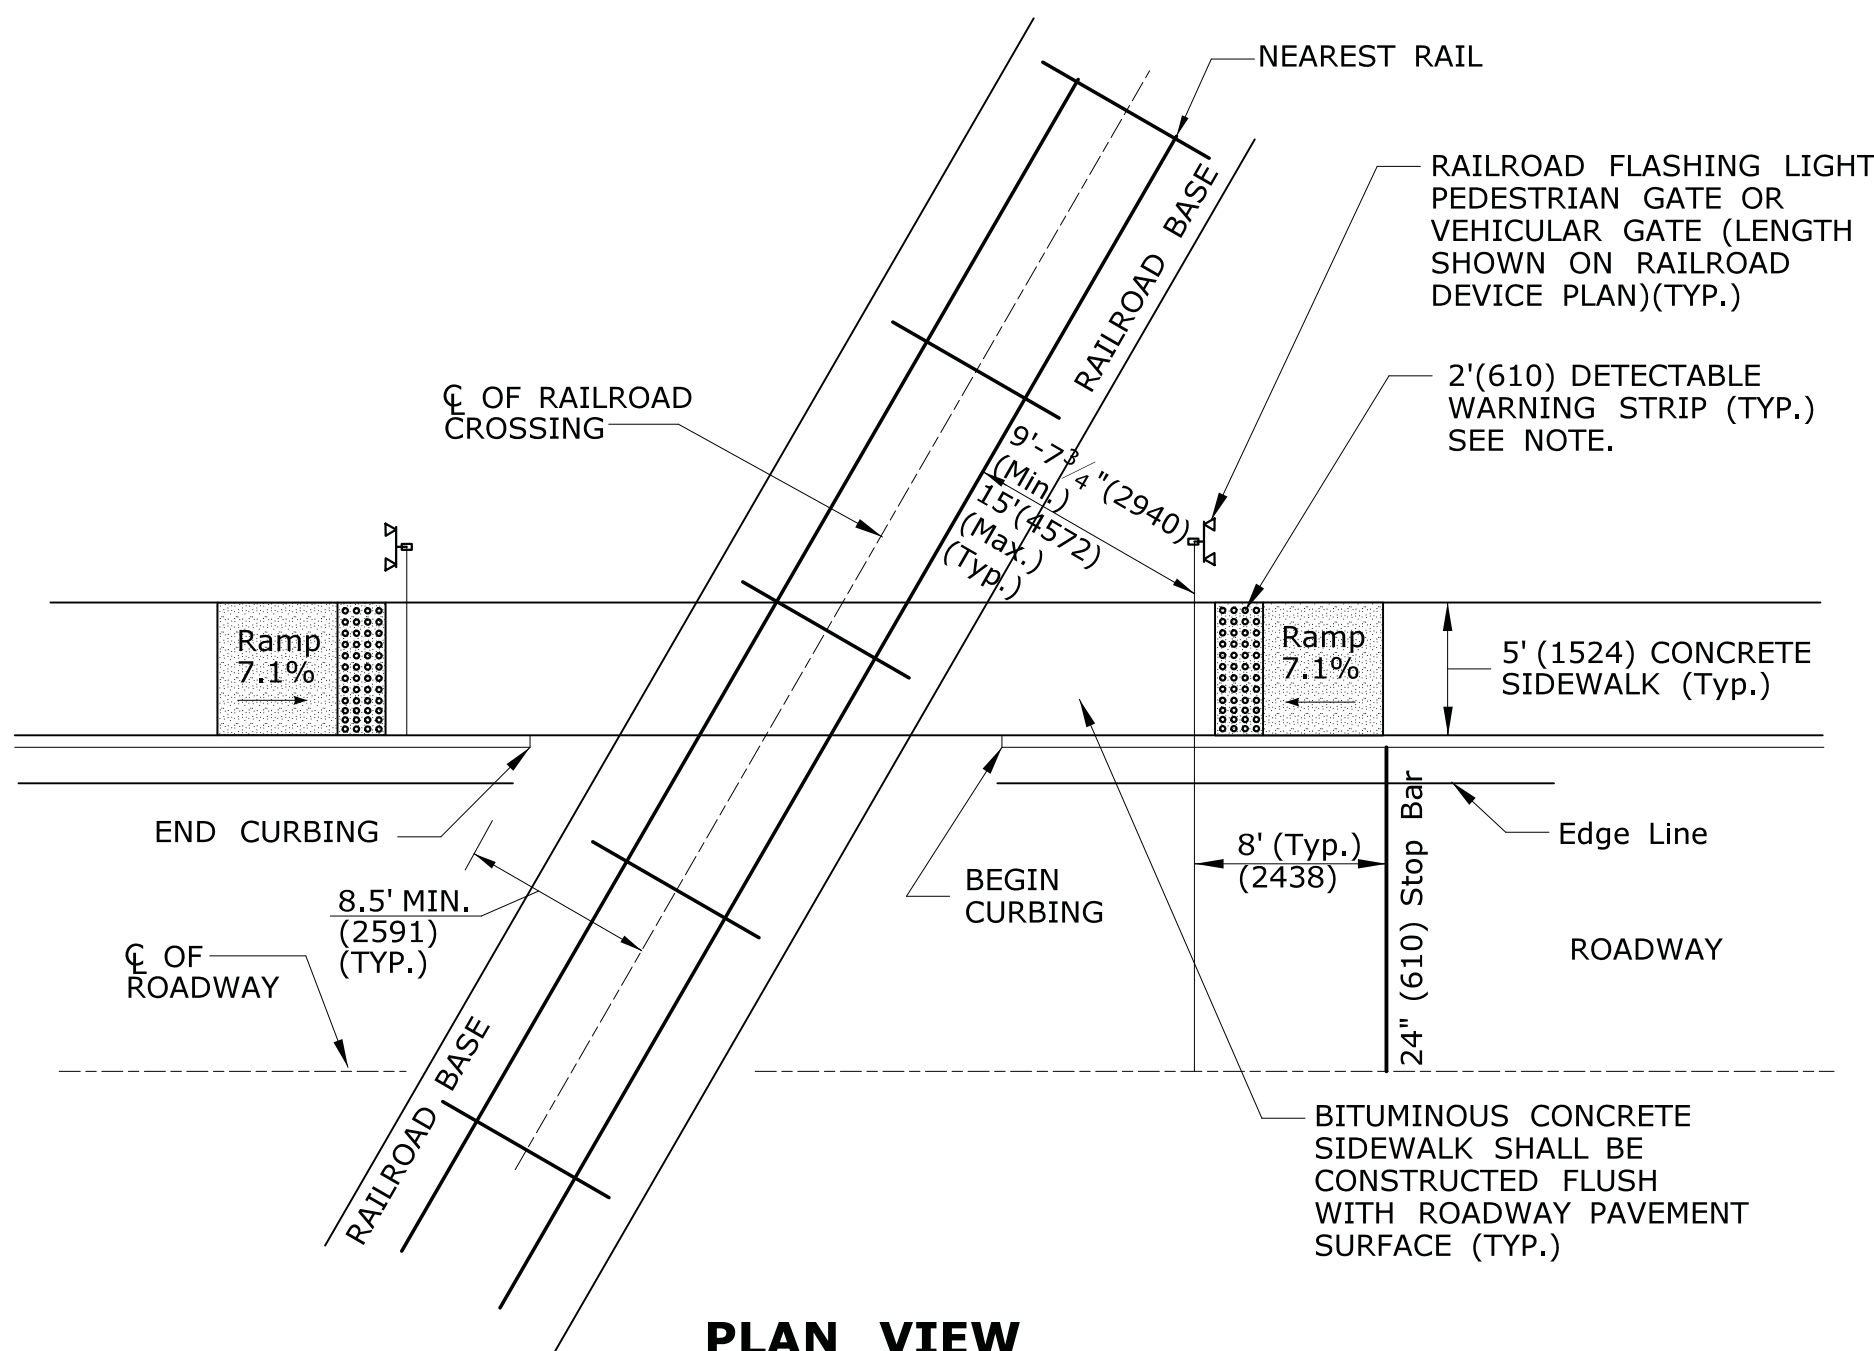 NEAREST RAIL
RAILROAD FLASHING LIGHT
PEDESTRIAN GATE OR
VEHICULAR GATE (LENGTH
SHOWN ON RAILROAD
DEVICE PLAN)(TYP.)
RAILROAD BASE
2'(610) DETECTABLE
WARNING STRIP (TYP.)
SEE NOTE.
℄ OF RAILROAD
CROSSING
9'-7¾"(2940)
(Min.)
15'(4572)
(Max.)
(Typ.)
Ramp
7.1%
Ramp
7.1%
5' (1524) CONCRETE
SIDEWALK (Typ.)
END CURBING
8' (Typ.)
(2438)
24" (610) Stop Bar
Edge Line
BEGIN
CURBING
8.5' MIN.
(2591)
(TYP.)
℄ OF
ROADWAY
ROADWAY
RAILROAD BASE
BITUMINOUS CONCRETE
SIDEWALK SHALL BE
CONSTRUCTED FLUSH
WITH ROADWAY PAVEMENT
SURFACE (TYP.)
PLAN VIEW